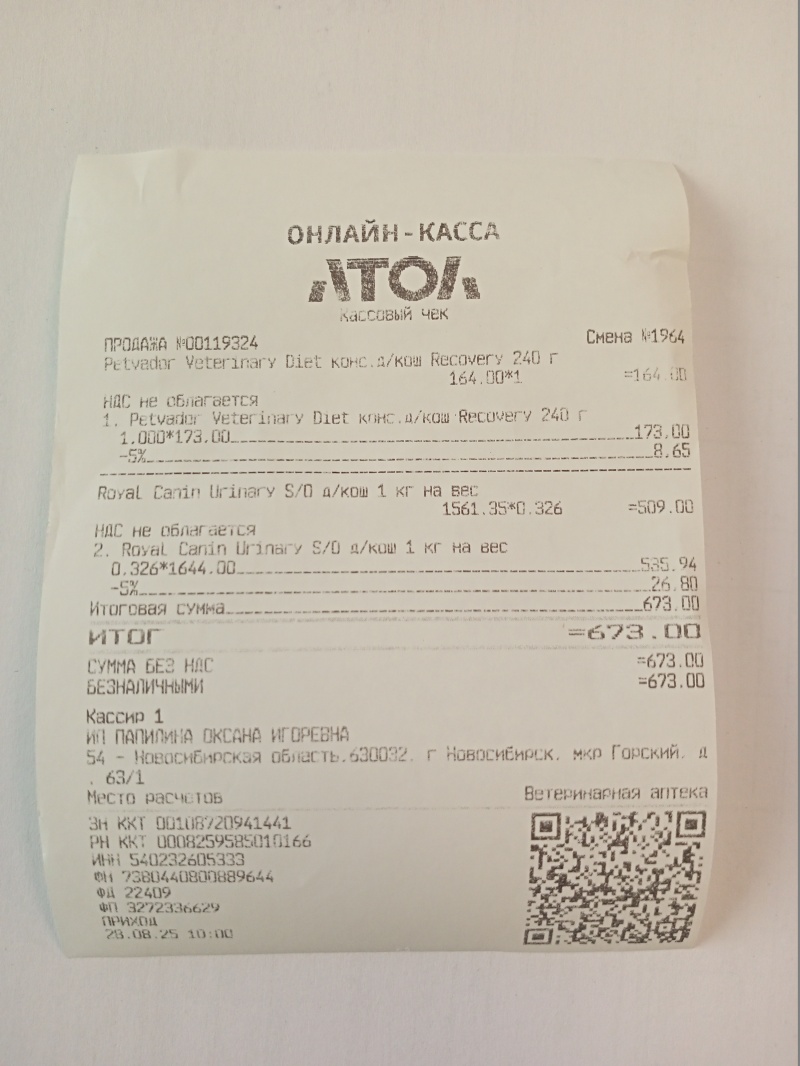 ОНЛАЙН-КАССА
АТОЛ
Кассовый чек
ПРОДАЖА №00119324 Смена №1964
Petvador Veterinary Diet конс.д/кош Recovery 240 г
164.00*1 =164.00
НДС не облагается
1. Petvador Veterinary Diet конс.д/кош Recovery 240 г
1.000*173.00 173.00
-5% 8.65
Royal Canin Urinary S/O д/кош 1 кг на вес
1561.35*0.326 =509.00
НДС не облагается
2. Royal Canin Urinary S/O д/кош 1 кг на вес
0.326*1644.00 535.94
-5% 26.80
Итоговая сумма 673.00
ИТОГ =673.00
СУММА БЕЗ НДС =673.00
БЕЗНАЛИЧНЫМИ =673.00
Кассир 1
ИП ПАПИЛИНА ОКСАНА ИГОРЕВНА
54 - Новосибирская область,630032, г Новосибирск, мкр Горский, д
. 63/1
Место расчетов Ветеринарная аптека
ЗН ККТ 00108720941441
РН ККТ 0008259585010166
ИНН 540232605333
ФН 7380440800889644
ФД 22409
ФП 3272336629
ПРИХОД
28.08.25 10:00